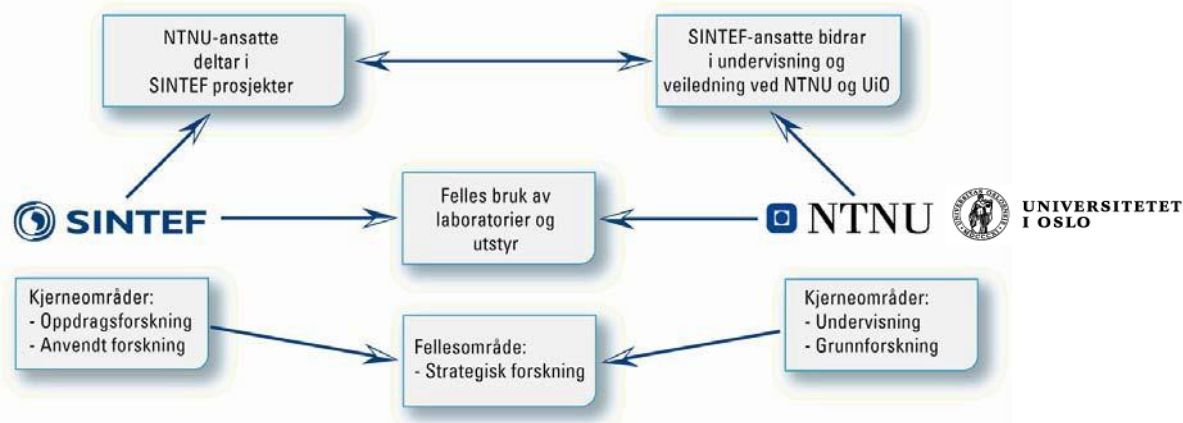 NTNU-ansatte
deltar i
SINTEF prosjekter
SINTEF-ansatte bidrar
i undervisning og
veiledning ved NTNU og UiO
SINTEF
Felles bruk av
laboratorier og
utstyr
NTNU
UNIVERSITETET
I OSLO
Kjerneområder:
- Oppdragsforskning
- Anvendt forskning
Fellesområde:
- Strategisk forskning
Kjerneområder:
- Undervisning
- Grunnforskning